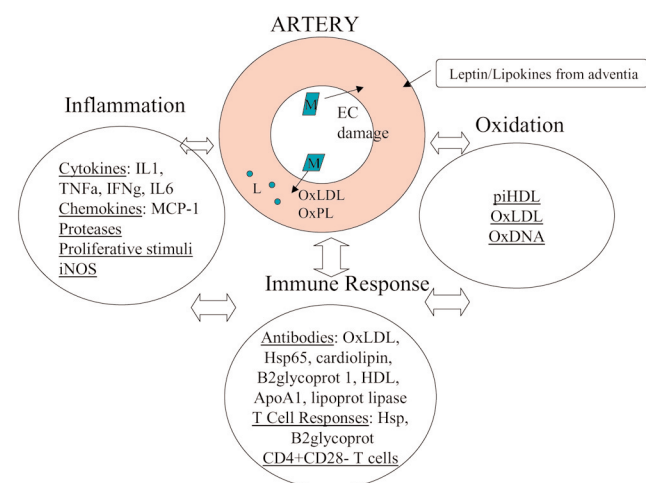 ARTERY
Leptin/Lipokines from adventia
M
EC
damage
M
L
OxLDL
OxPL
Inflammation
Cytokines: IL1,
TNFa, IFNg, IL6
Chemokines: MCP-1
Proteases
Proliferative stimuli
iNOS
Oxidation
piHDL
OxLDL
OxDNA
Immune Response
Antibodies: OxLDL,
Hsp65, cardiolipin,
B2glycoprot 1, HDL,
ApoA1, lipoprot lipase
T Cell Responses: Hsp,
B2glycoprot
CD4+CD28- T cells